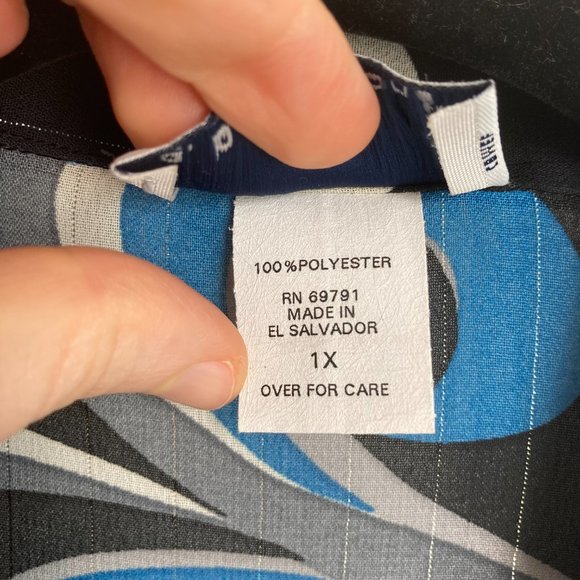 100%POLYESTER
RN 69791
MADE IN
EL SALVADOR
1X
OVER FOR CARE